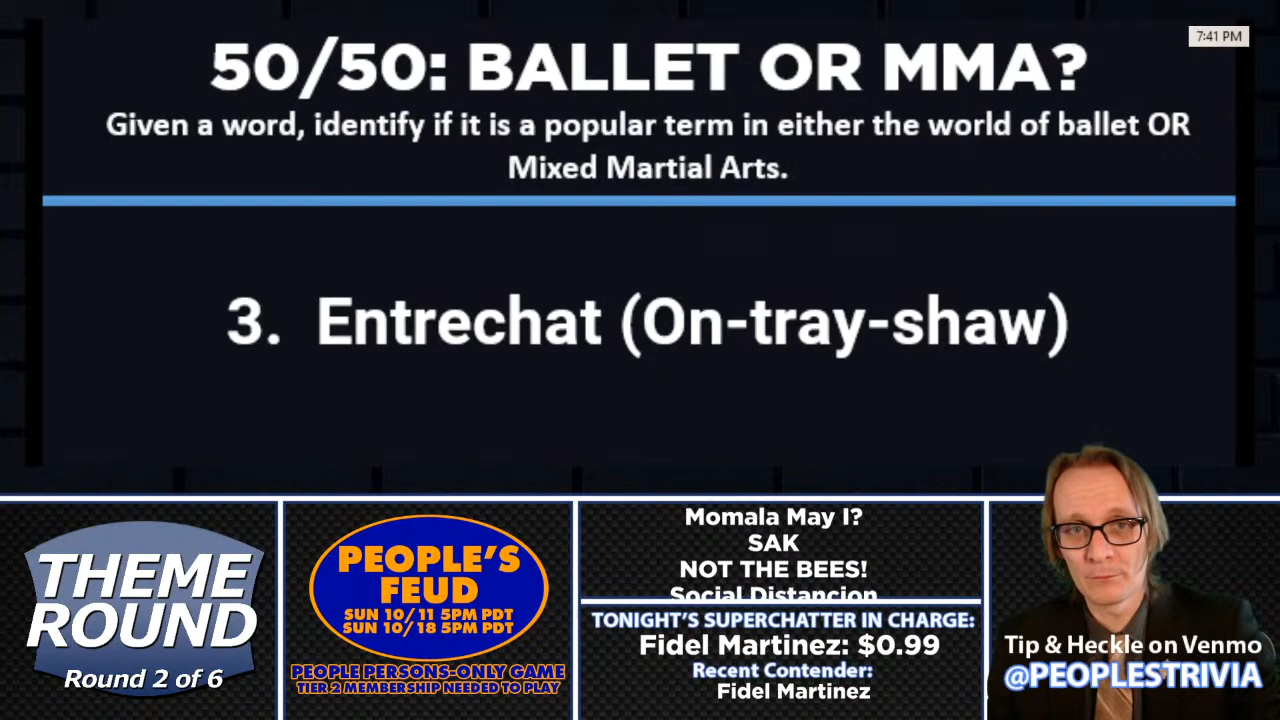 7:41 PM
50/50: BALLET OR MMA?
Given a word, identify if it is a popular term in either the world of ballet OR
Mixed Martial Arts.
3. Entrechat (On-tray-shaw)
THEME
ROUND
Round 2 of 6
PEOPLE'S
FEUD
SUN 10/11 5PM PDT
SUN 10/18 5PM PDT
PEOPLE PERSONS-ONLY GAME
TIER 2 MEMBERSHIP NEEDED TO PLAY
Momala May I?
SAK
NOT THE BEES!
Social Distancion
TONIGHT'S SUPERCHATTER IN CHARGE:
Fidel Martinez: $0.99
Recent Contender:
Fidel Martinez
Tip & Heckle on Venmo
@PEOPLESTRIVIA